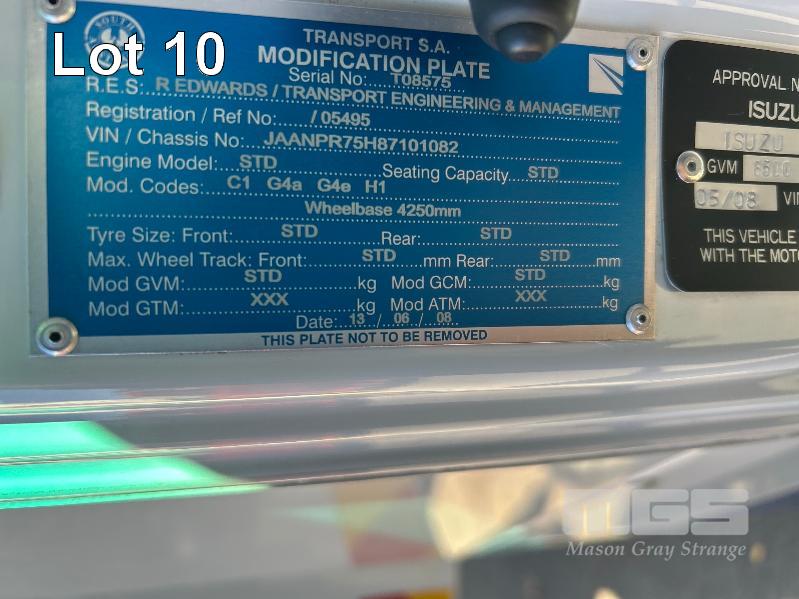 Lot 10
TRANSPORT S.A.
MODIFICATION PLATE
Serial No: T08575
R.E.S: R EDWARDS / TRANSPORT ENGINEERING & MANAGEMENT
Registration / Ref No: / 05495
VIN / Chassis No: JAANPR75H87101082
Engine Model: STD Seating Capacity STD
Mod. Codes: C1 G4a G4e H1
Wheelbase 4250mm
Tyre Size: Front: STD Rear: STD
Max. Wheel Track: Front: STD mm Rear: STD mm
Mod GVM: STD kg Mod GCM: STD kg
Mod GTM: XXX kg Mod ATM: XXX kg
Date: 13 / 06 / 08
THIS PLATE NOT TO BE REMOVED
APPROVAL N
ISUZU
ISUZU
GVM
05/08 VI
THIS VEHICLE
WITH THE MOT
MGS
Mason Gray Strange